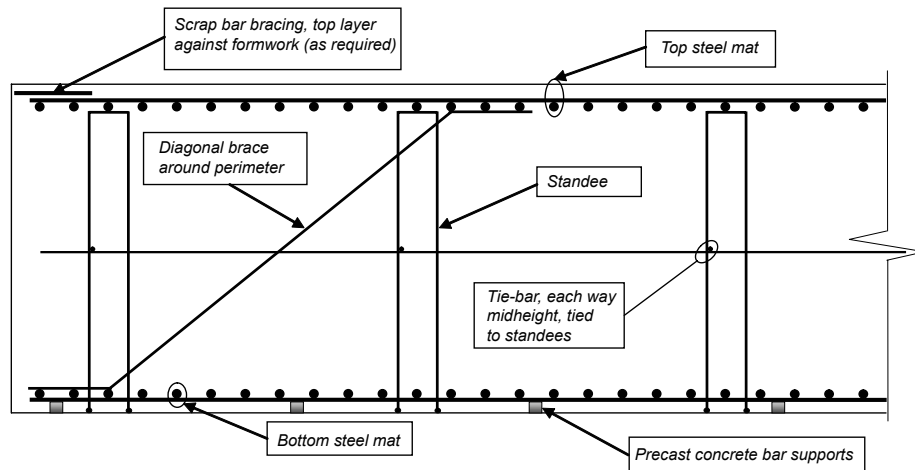 Scrap bar bracing, top layer
against formwork (as required)
Top steel mat
Diagonal brace
around perimeter
Standee
Tie-bar, each way
midheight, tied
to standees
Bottom steel mat
Precast concrete bar supports